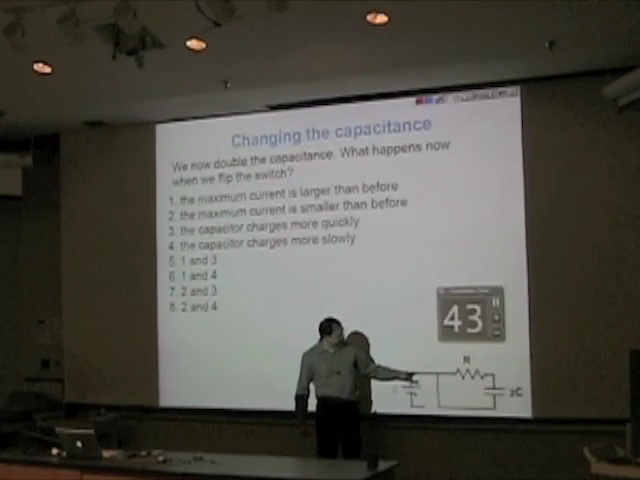 Changing the capacitance
We now double the capacitance. What happens now
when we flip the switch?
1. the maximum current is larger than before
2. the maximum current is smaller than before
3. the capacitor charges more quickly
4. the capacitor charges more slowly
5. 1 and 3
6. 1 and 4
7. 2 and 3
8. 2 and 4
43
R
2C